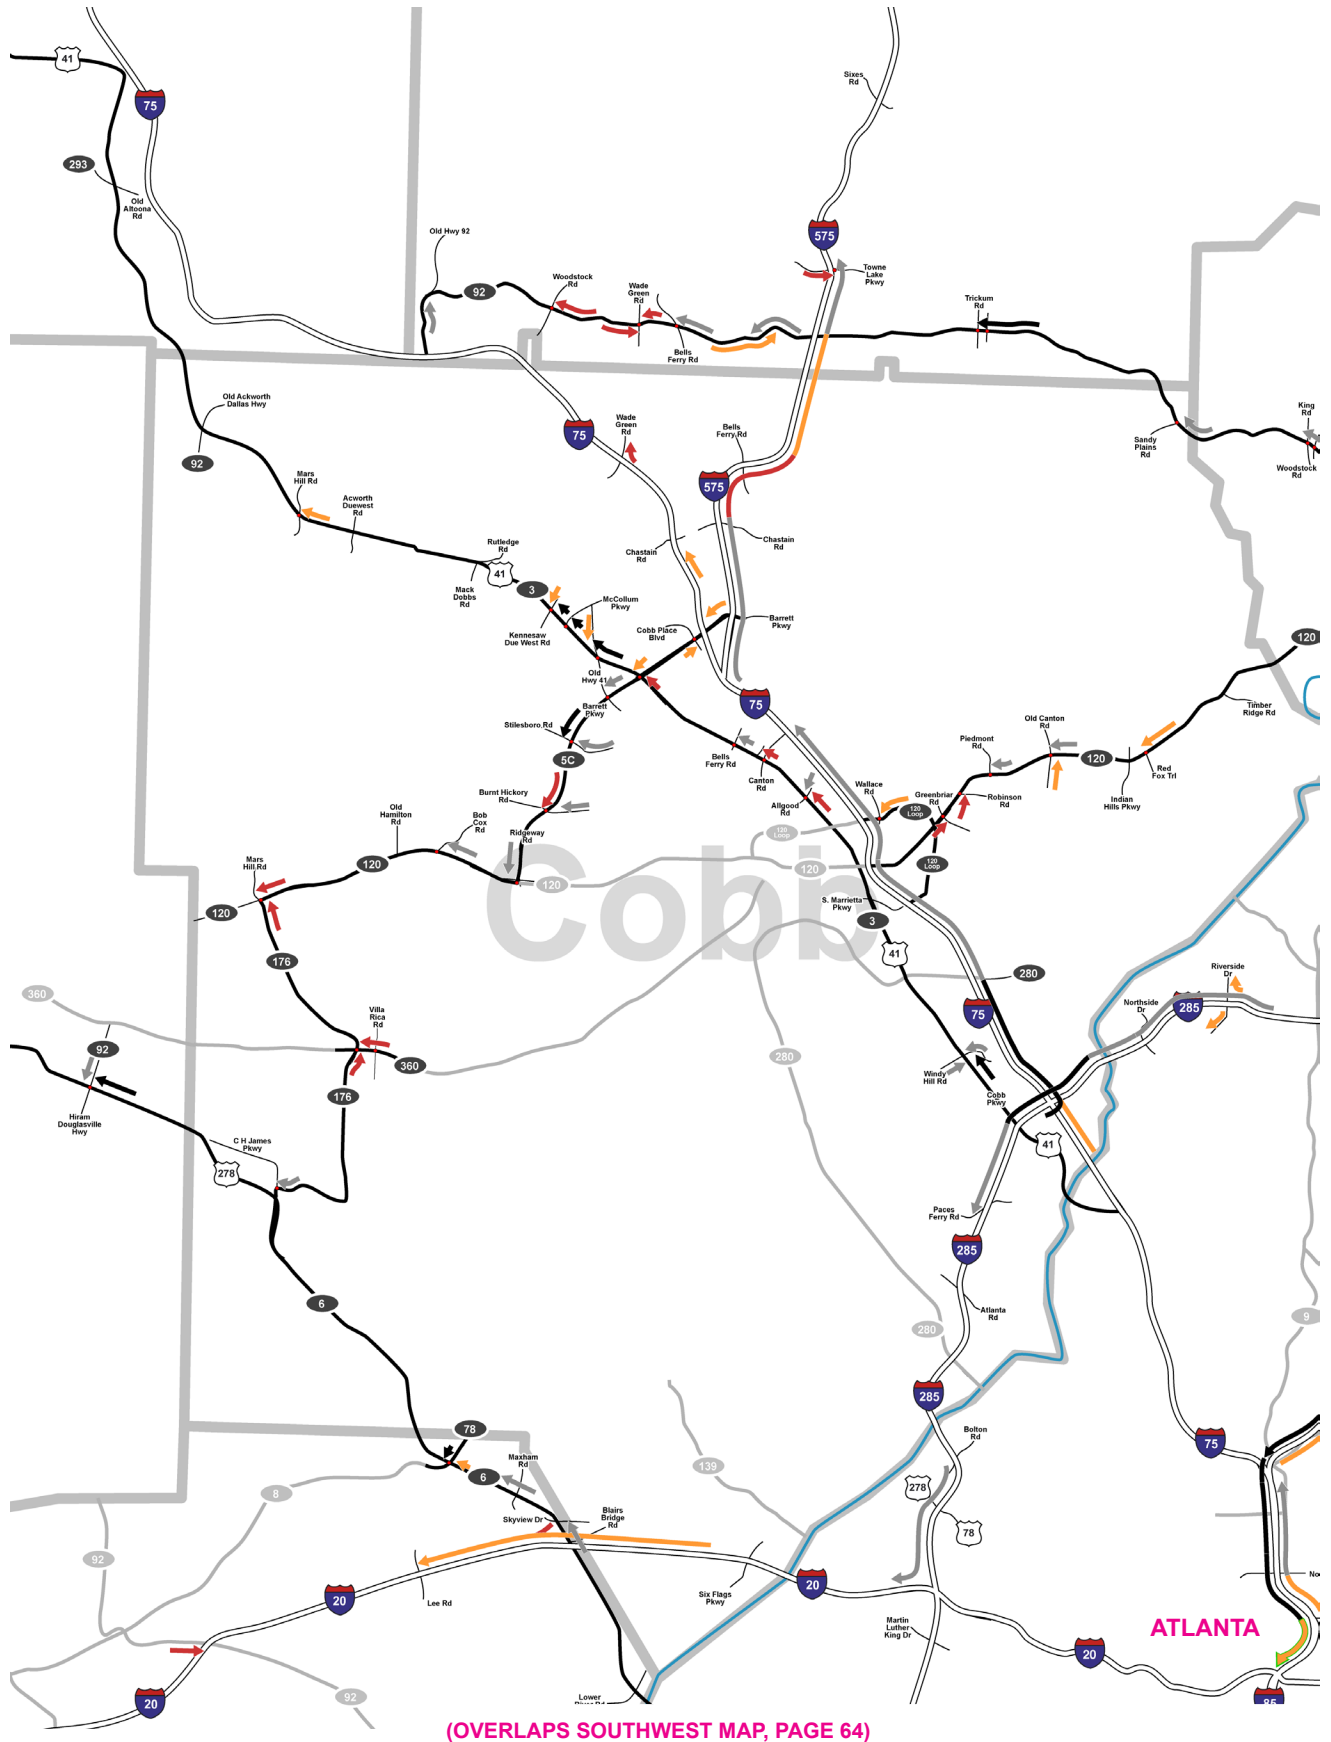 41
75
293
Old
Altoona
Rd
Sixes
Rd
575
Old Hwy 92
92
Woodstock
Rd
Wade
Green
Rd
Bells
Ferry Rd
Towne
Lake
Pkwy
Trickum
Rd
Old Ackworth
Dallas Hwy
92
75
Wade
Green
Rd
Bells
Ferry Rd
575
Sandy
Plains
Rd
King
Rd
Woodstock
Rd
Mars
Hill Rd
Acworth
Duewest
Rd
Rutledge
Rd
41
Mack
Dobbs
Rd
3
Chastain
Rd
Chastain
Rd
McCollum
Pkwy
Kennesaw
Due West Rd
Cobb Place
Blvd
Barrett
Pkwy
Old
Hwy 41
Barrett
Pkwy
75
120
Timber
Ridge Rd
Stilesboro Rd
5C
Bells
Ferry Rd
Canton
Rd
Allgood
Rd
Wallace
Rd
Piedmont
Rd
Old Canton
Rd
120
Red
Fox Trl
Indian
Hills Pkwy
Robinson
Rd
Greenbriar
Rd
120
Loop
Burnt Hickory
Rd
Old
Hamilton
Rd
Bob
Cox
Rd
Ridgeway
Rd
120
Loop
120
Loop
Mars
Hill Rd
120
120
120
120
Cobb
S. Marrietta
Pkwy
3
41
176
280
360
Villa
Rica
Rd
92
360
176
75
Riverside
Dr
Northside
Dr
285
280
Windy
Hill Rd
Cobb
Pkwy
Hiram
Douglasville
Hwy
C H James
Pkwy
278
41
Paces
Ferry Rd
285
6
Atlanta
Rd
280
9
285
78
Maxham
Rd
6
Bolton
Rd
75
139
278
78
8
Skyview Dr
Blairs
Bridge
Rd
92
Lee Rd
20
Six Flags
Pkwy
20
Martin
Luther
King Dr
ATLANTA
20
20
92
Lower
85
(OVERLAPS SOUTHWEST MAP, PAGE 64)